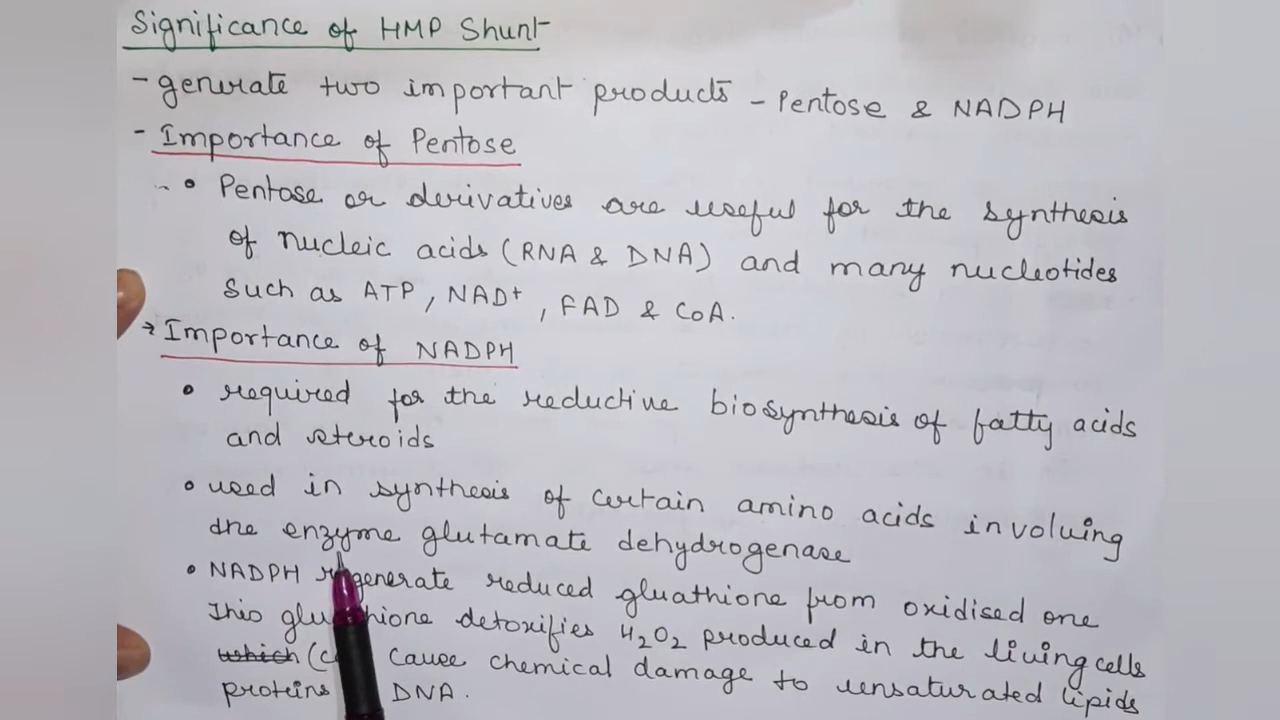 Significance of HMP Shunt
- generate two important products - Pentose & NADPH
- Importance of Pentose
• Pentose or derivatives are useful for the synthesis
of nucleic acids (RNA & DNA) and many nucleotides
such as ATP, NAD+, FAD & CoA.
→ Importance of NADPH
• required for the reductive biosynthesis of fatty acids
and steroids
• used in synthesis of certain amino acids involving
the enzyme glutamate dehydrogenase
• NADPH regenerate reduced gluathione from oxidised one
This gluthione detoxifies H2O2 produced in the living cells
which ( cause chemical damage to unsaturated lipids
proteins DNA.